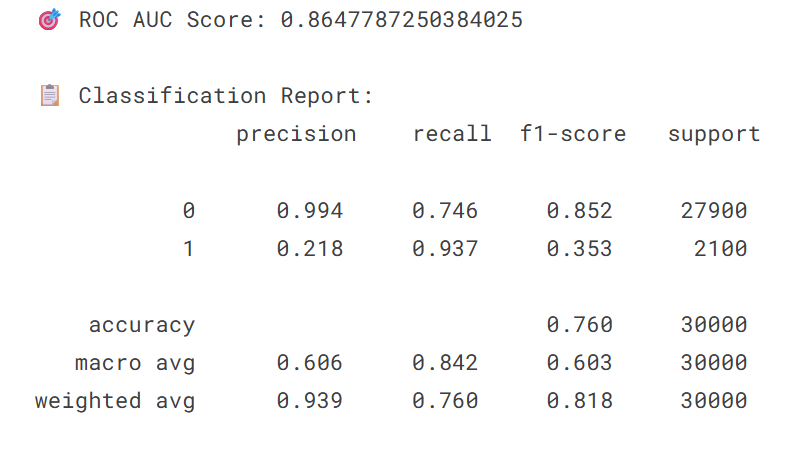 🎯 ROC AUC Score: 0.8647787250384025
📋 Classification Report:
precision recall f1-score support
0 0.994 0.746 0.852 27900
1 0.218 0.937 0.353 2100
accuracy 0.760 30000
macro avg 0.606 0.842 0.603 30000
weighted avg 0.939 0.760 0.818 30000